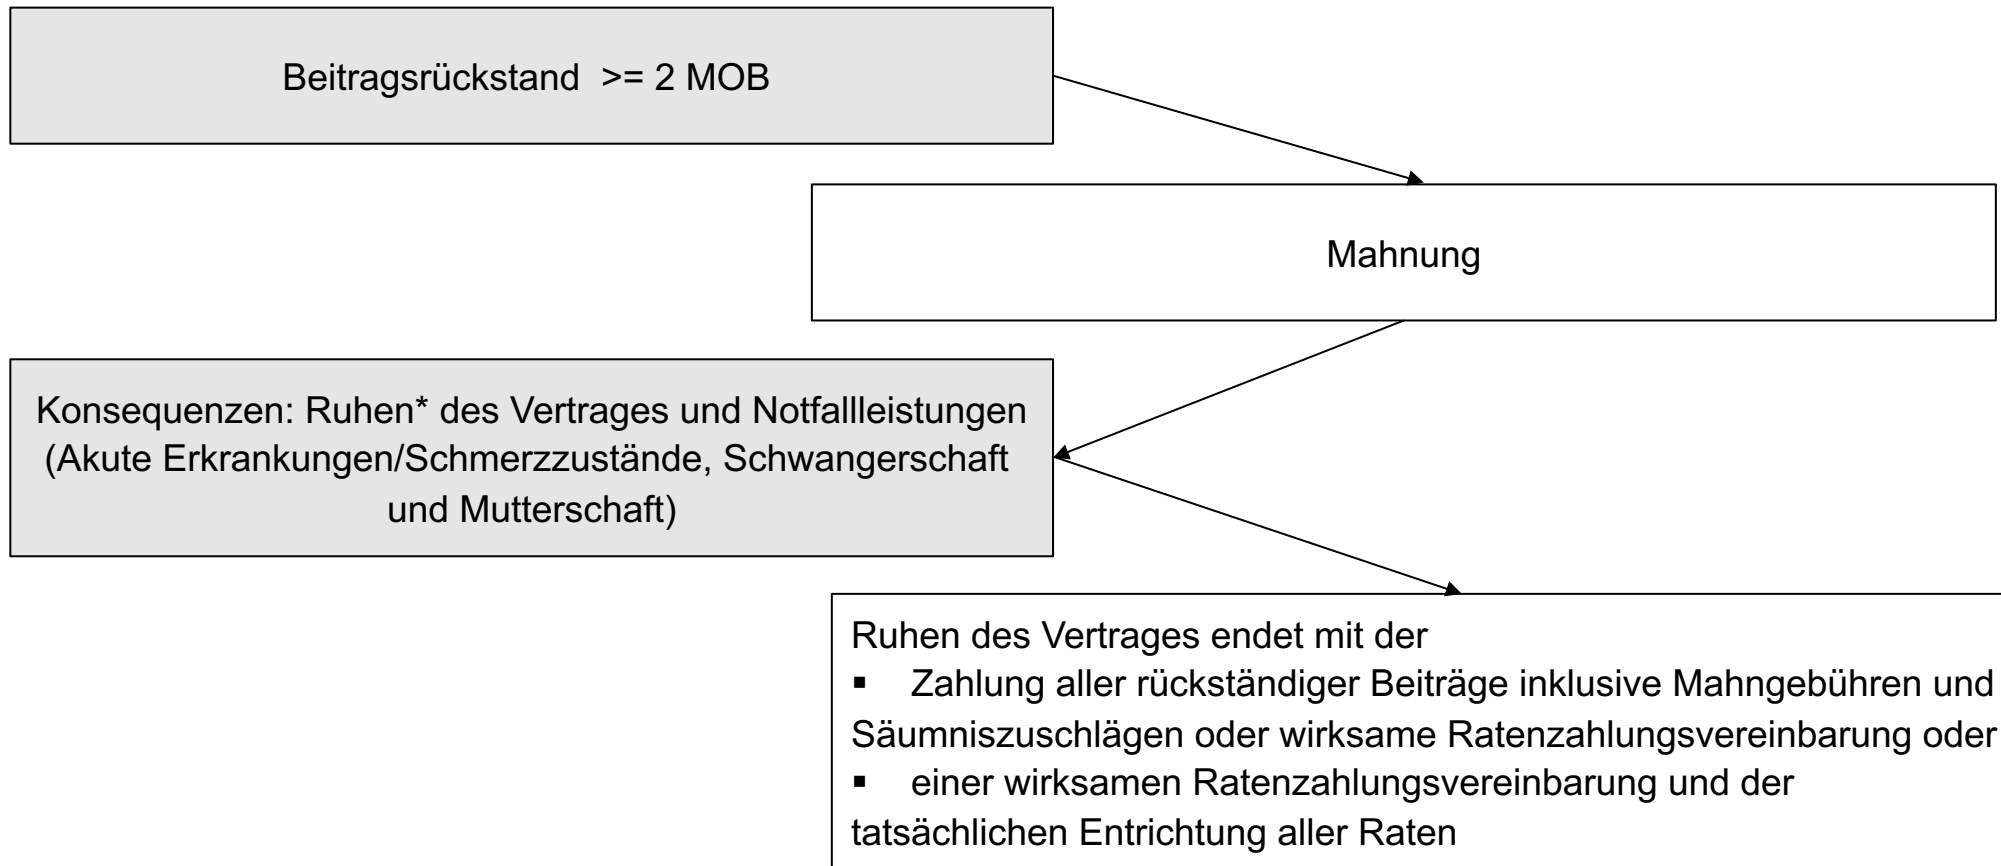 Beitragsrückstand >= 2 MOB
Mahnung
Konsequenzen: Ruhen* des Vertrages und Notfallleistungen
(Akute Erkrankungen/Schmerzzustände, Schwangerschaft
und Mutterschaft)
Ruhen des Vertrages endet mit der
▪ Zahlung aller rückständiger Beiträge inklusive Mahngebühren und
Säumniszuschlägen oder wirksame Ratenzahlungsvereinbarung oder
▪ einer wirksamen Ratenzahlungsvereinbarung und der
tatsächlichen Entrichtung aller Raten